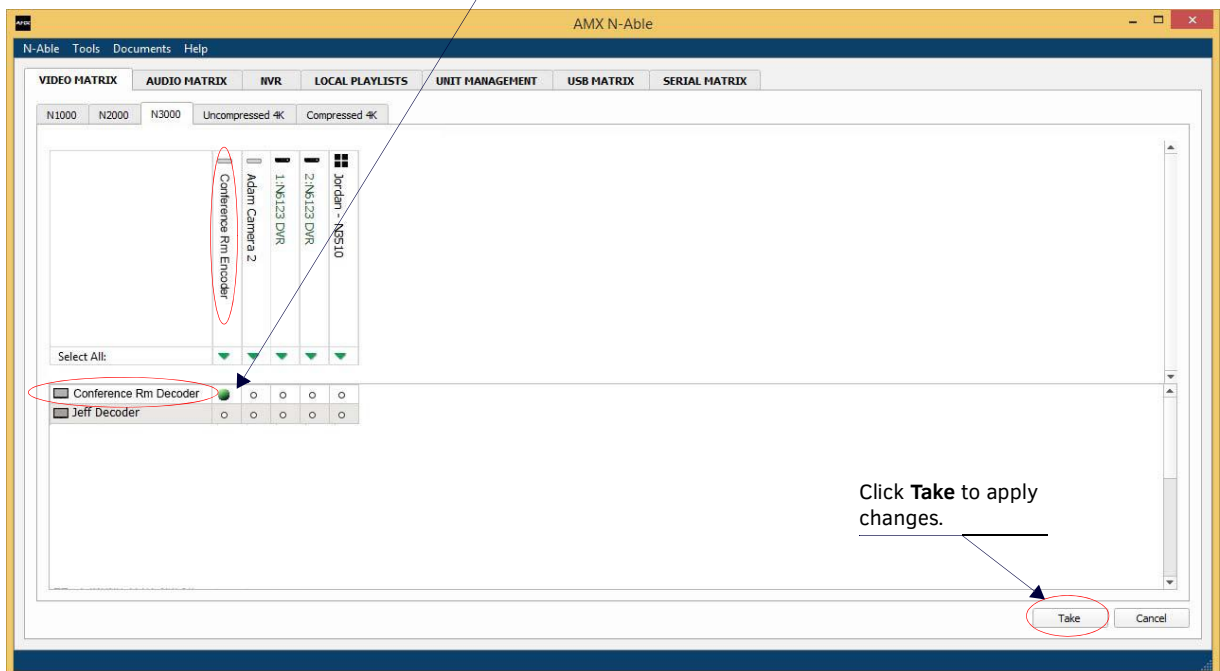 AMX
AMX N-Able
N-Able Tools Documents Help
VIDEO MATRIX AUDIO MATRIX NVR LOCAL PLAYLISTS UNIT MANAGEMENT USB MATRIX SERIAL MATRIX
N1000 N2000 N3000 Uncompressed 4K Compressed 4K
Conference Rm Encoder
Adam Camera 2
1:N6123 DVR
2:N6123 DVR
Jordan - N3510
Select All:
Conference Rm Decoder
Jeff Decoder
Click Take to apply
changes.
Take Cancel